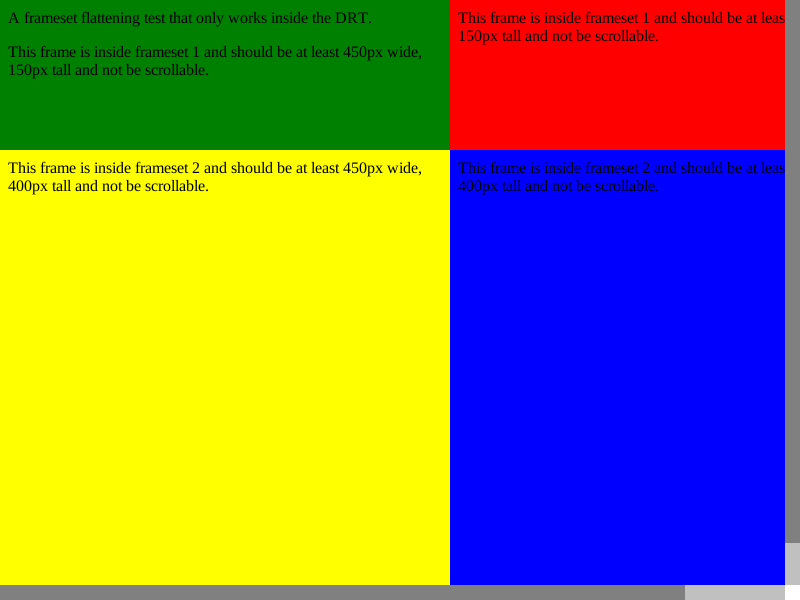 A frameset flattening test that only works inside the DRT.
This frame is inside frameset 1 and should be at least 450px wide,
150px tall and not be scrollable.
This frame is inside frameset 1 and should be at leas
150px tall and not be scrollable.
This frame is inside frameset 2 and should be at least 450px wide,
400px tall and not be scrollable.
This frame is inside frameset 2 and should be at leas
400px tall and not be scrollable.